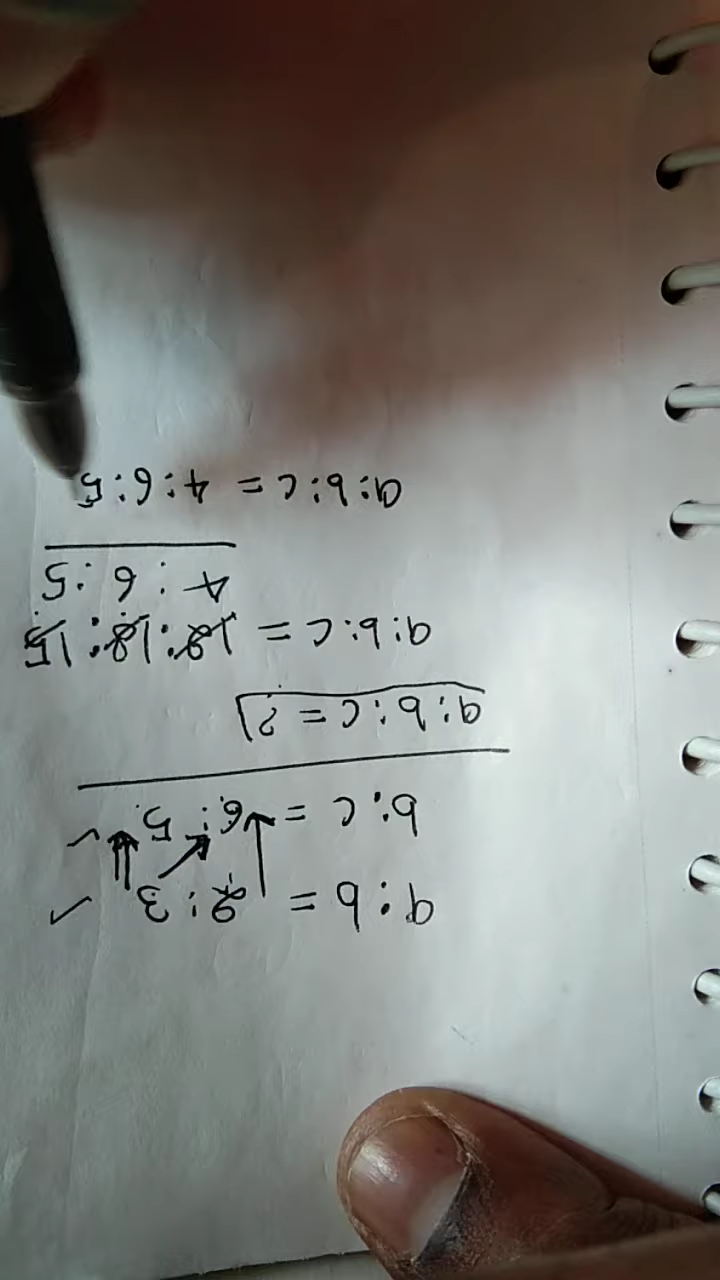 a:b = 2:3 ✓
b:c = 6:5 ✓
a:b:c = ?
a:b:c = 12:18:15
4:6:5
a:b:c = 4:6:5